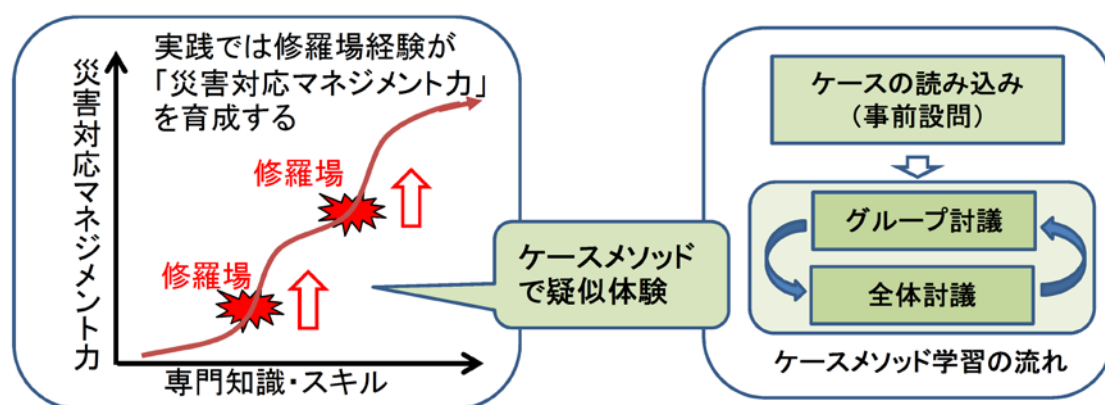 実践では修羅場経験が
「災害対応マネジメント力」
を育成する
災害対応マネジメント力
修羅場
修羅場
専門知識・スキル
ケースメソッド
で疑似体験
ケースの読み込み
（事前設問）
グループ討議
全体討議
ケースメソッド学習の流れ